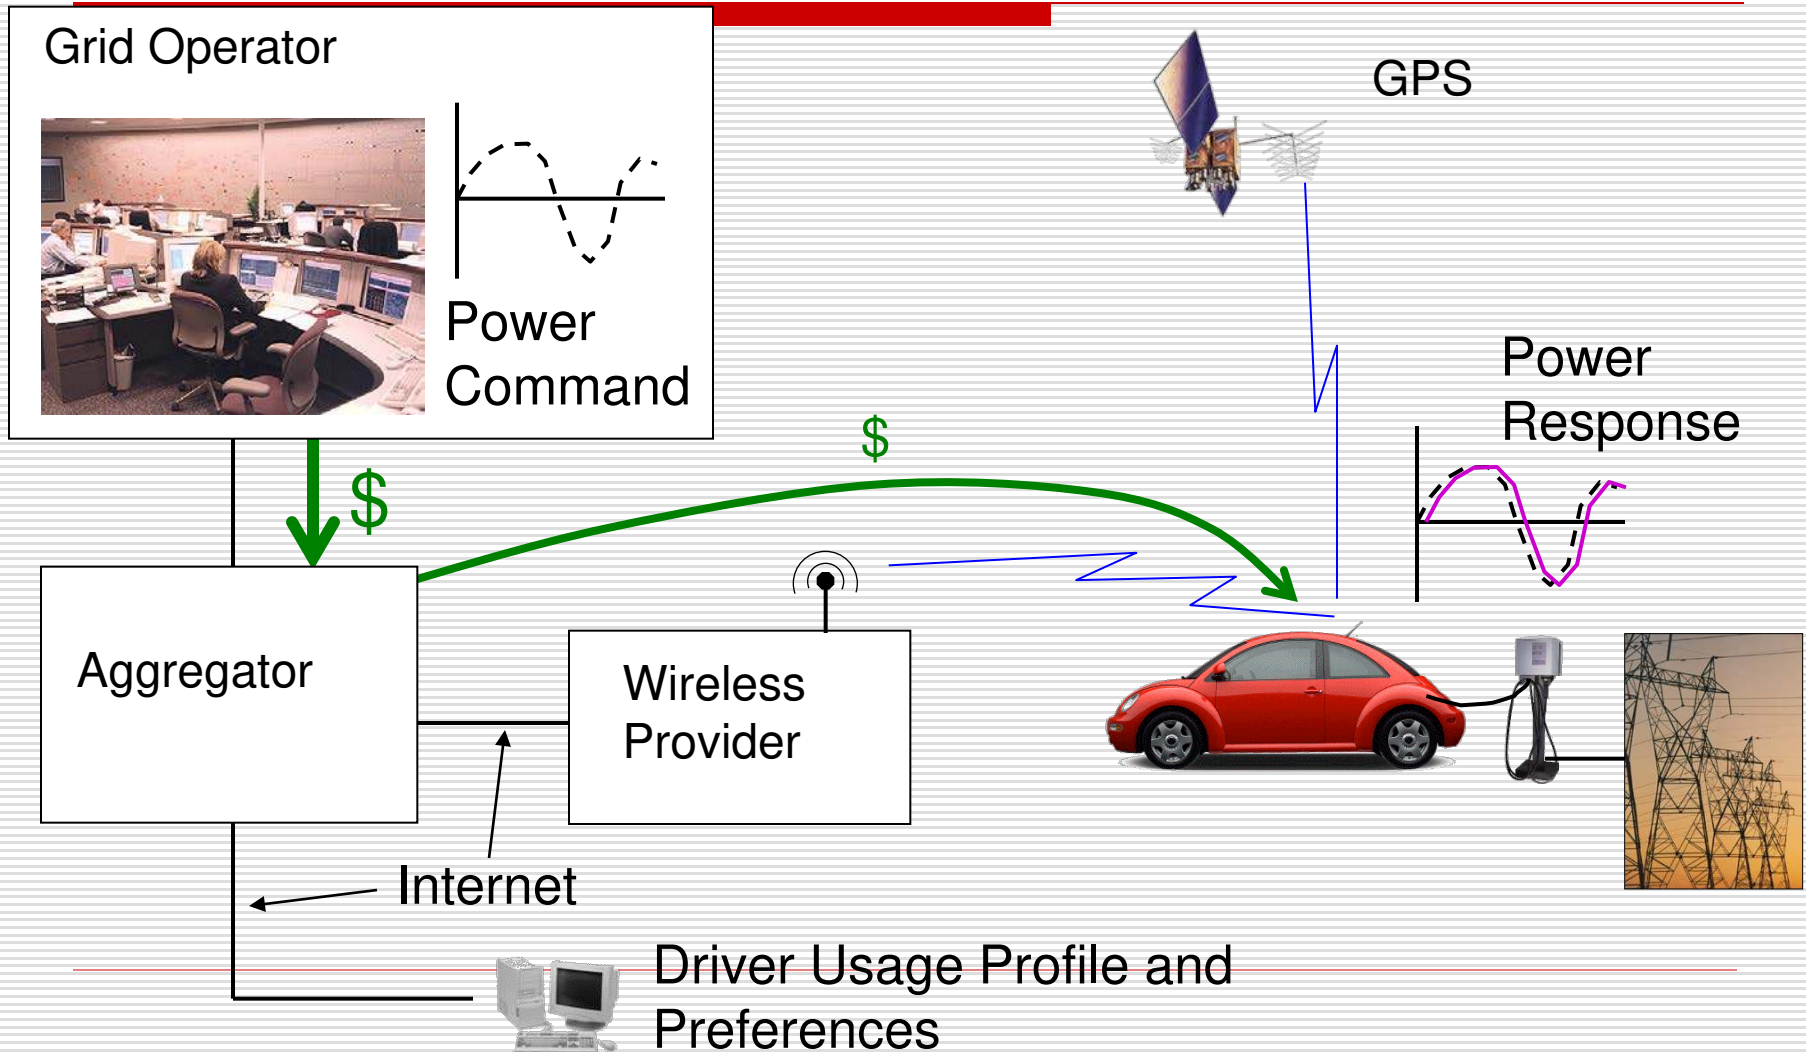 Grid Operator
GPS
Power
Command
Power
Response
$
$
Aggregator
Wireless
Provider
Internet
Driver Usage Profile and
Preferences